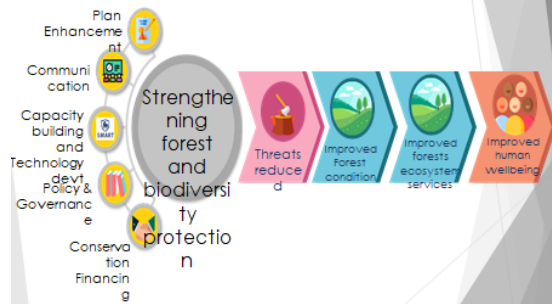 Plan
Enhanceme
nt
Communi
cation
Capacity
building
and
Technology
devt
Policy &
Governanc
e
Conserva
tion
Financin
g
SMART
Strengthe
ning
forest
and
biodiversi
ty
protectio
n
Threats
reduce
d
Improved
Forest
condition
Improved
forests
ecosystem
services
Improved
human
wellbeing